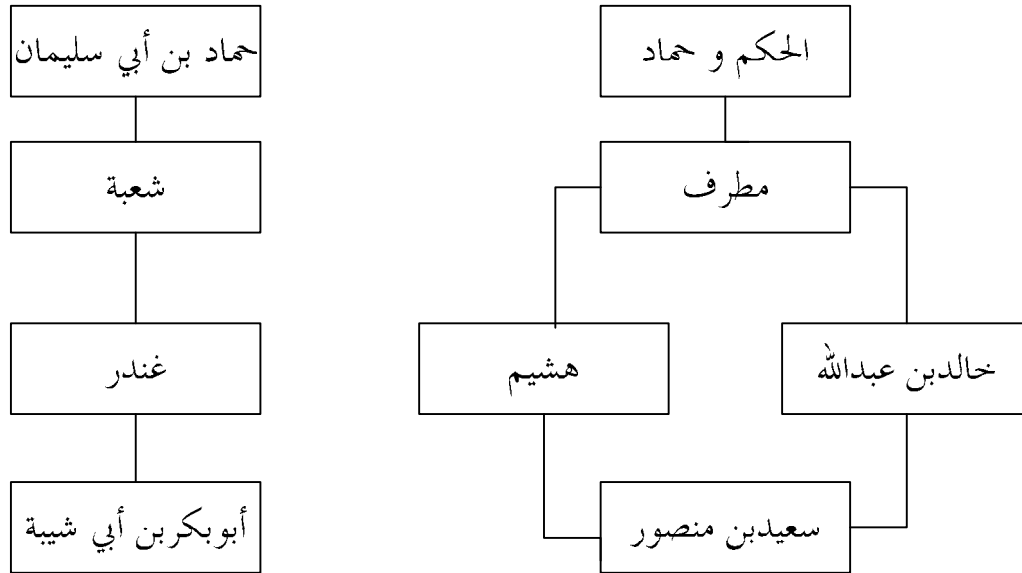 الحكم و حماد
حماد بن أبي سليمان
مطرف
شعبة
خالدبن عبدالله
هشيم
غندر
سعيدبن منصور
أبوبكربن أبي شيبة